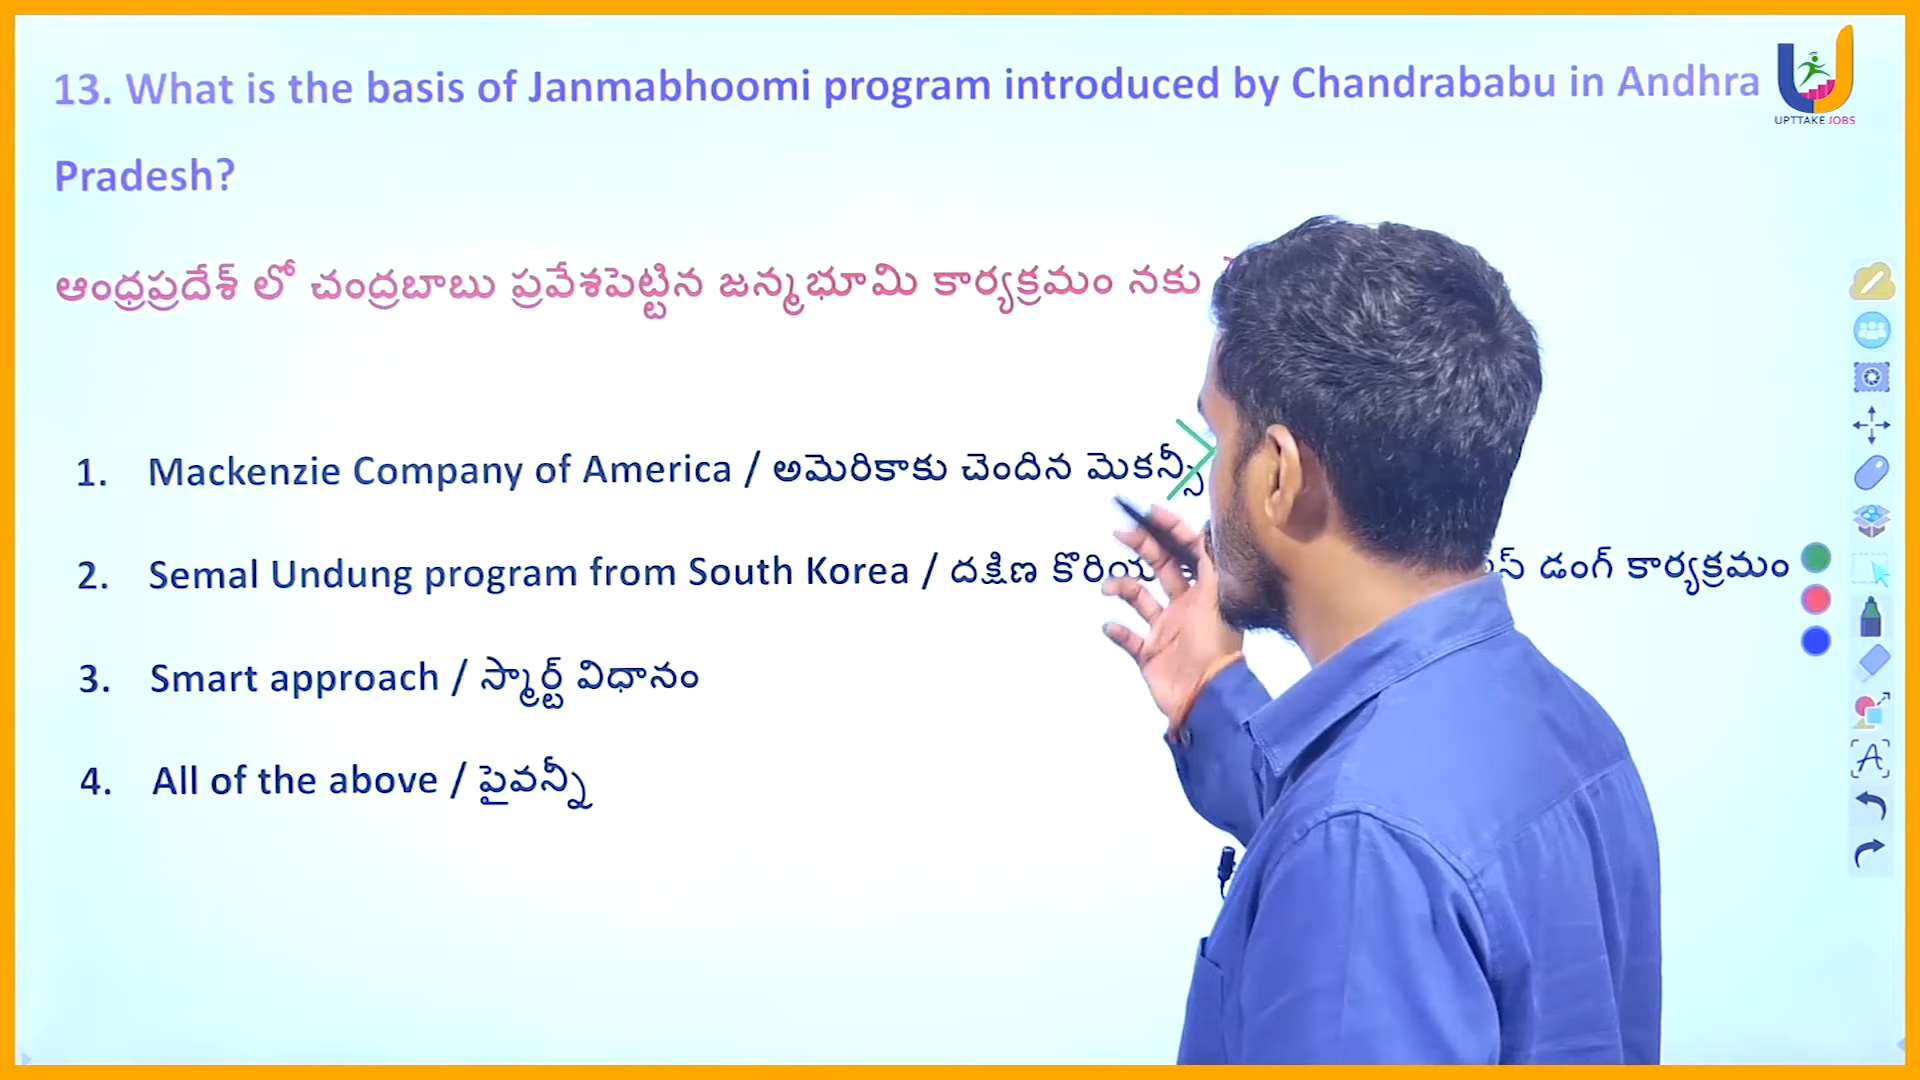 13. What is the basis of Janmabhoomi program introduced by Chandrababu in Andhra
Pradesh?
UPTTAKE JOBS
ఆంధ్రప్రదేశ్ లో చంద్రబాబు ప్రవేశపెట్టిన జన్మభూమి కార్యక్రమం నకు
1. Mackenzie Company of America / అమెరికాకు చెందిన మెకన్సీ
2. Semal Undung program from South Korea / దక్షిణ కొరియ డంగ్ కార్యక్రమం
3. Smart approach / స్మార్ట్ విధానం
4. All of the above / పైవన్నీ